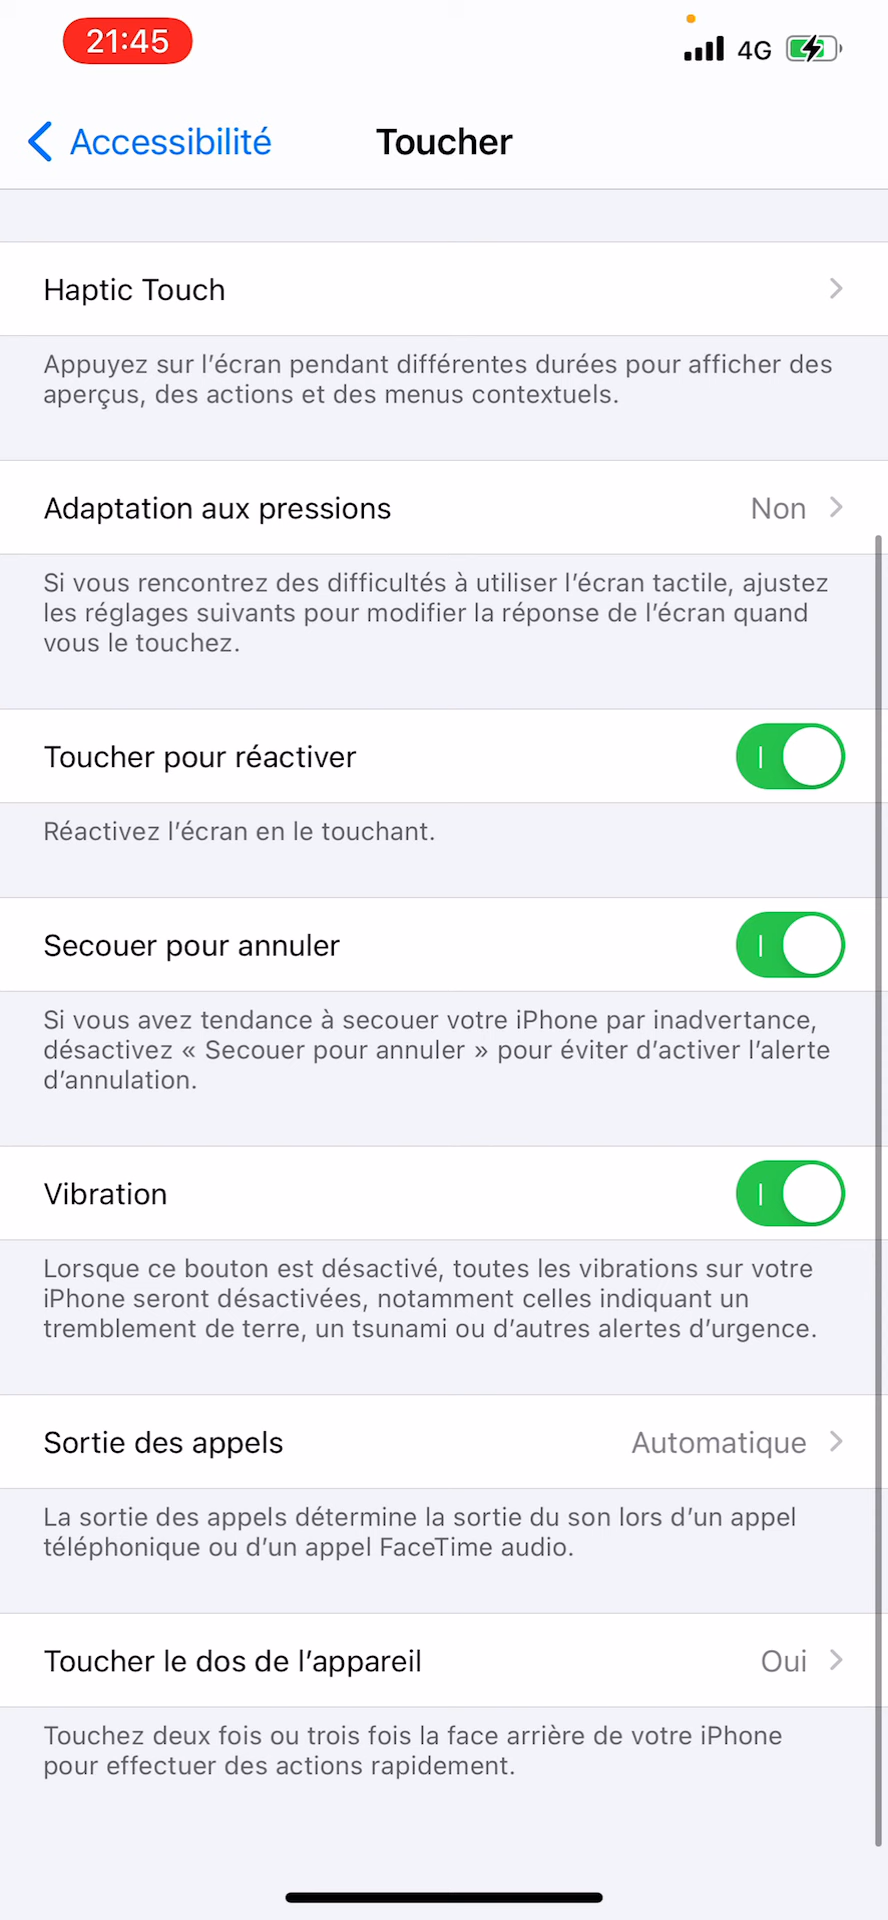 21:45
4G
Accessibilité
Toucher
Haptic Touch
Appuyez sur l’écran pendant différentes durées pour afficher des
aperçus, des actions et des menus contextuels.
Adaptation aux pressions
Non
Si vous rencontrez des difficultés à utiliser l’écran tactile, ajustez
les réglages suivants pour modifier la réponse de l’écran quand
vous le touchez.
Toucher pour réactiver
Réactivez l’écran en le touchant.
Secouer pour annuler
Si vous avez tendance à secouer votre iPhone par inadvertance,
désactivez « Secouer pour annuler » pour éviter d’activer l’alerte
d’annulation.
Vibration
Lorsque ce bouton est désactivé, toutes les vibrations sur votre
iPhone seront désactivées, notamment celles indiquant un
tremblement de terre, un tsunami ou d’autres alertes d’urgence.
Sortie des appels
Automatique
La sortie des appels détermine la sortie du son lors d’un appel
téléphonique ou d’un appel FaceTime audio.
Toucher le dos de l’appareil
Oui
Touchez deux fois ou trois fois la face arrière de votre iPhone
pour effectuer des actions rapidement.